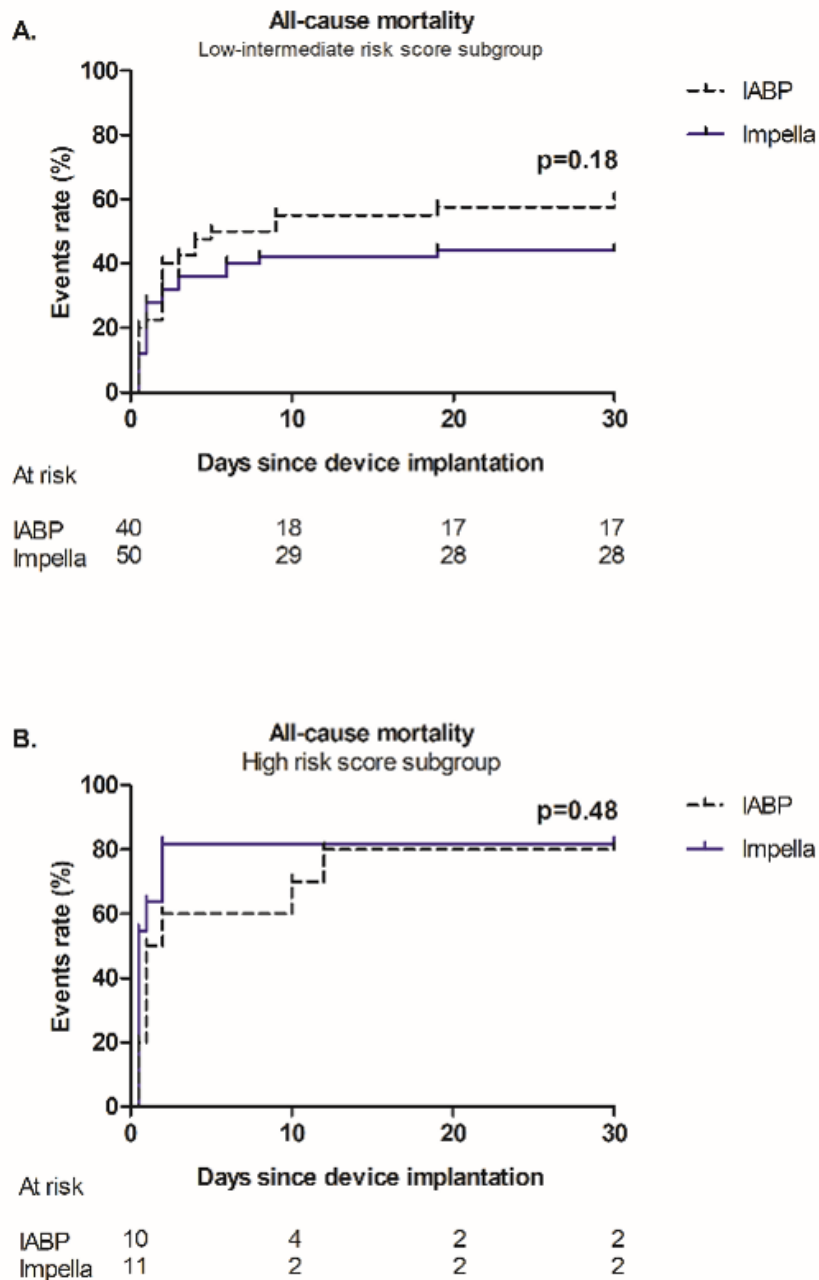 A.
All-cause mortality
Low-intermediate risk score subgroup
100
80
60
40
20
0
Events rate (%)
p=0.18
IABP
Impella
0 10 20 30
Days since device implantation
At risk
IABP 40 18 17 17
Impella 50 29 28 28
B.
All-cause mortality
High risk score subgroup
100
80
60
40
20
0
Events rate (%)
p=0.48
IABP
Impella
0 10 20 30
Days since device implantation
At risk
IABP 10 4 2 2
Impella 11 2 2 2